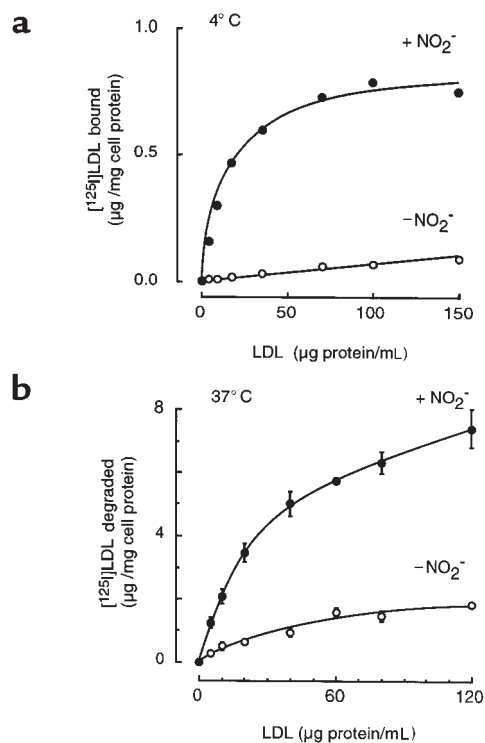 a
4° C
+ NO₂⁻
1.0
0.5
0.0
[¹²⁵I]LDL bound
(µg /mg cell protein)
−NO₂⁻
0 50 100 150
LDL (µg protein/mL)
b
37° C
+ NO₂⁻
8
4
0
[¹²⁵I]LDL degraded
(µg /mg cell protein)
−NO₂⁻
0 60 120
LDL (µg protein/mL)